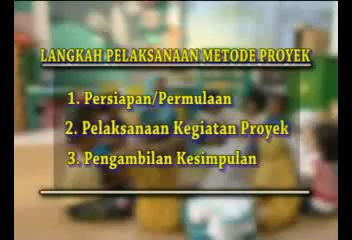 LANGKAH PELAKSANAAN METODE PROYEK
1. Persiapan/Permulaan
2. Pelaksanaan Kegiatan Proyek
3. Pengambilan Kesimpulan